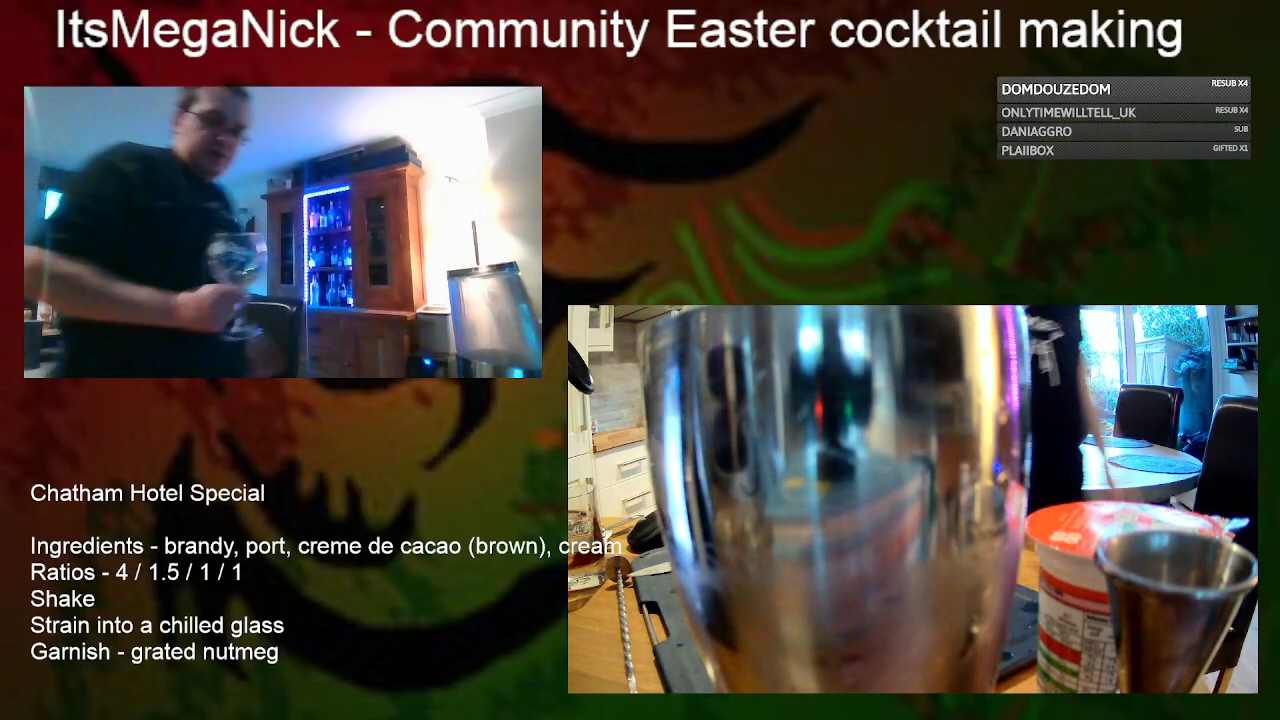 ItsMegaNick - Community Easter cocktail making
DOMDOUZEDOM RESUB X4
ONLYTIMEWILLTELL_UK RESUB X4
DANIAGGRO SUB
PLAIIBOX GIFTED X1
Chatham Hotel Special
Ingredients - brandy, port, creme de cacao (brown), cream
Ratios - 4 / 1.5 / 1 / 1
Shake
Strain into a chilled glass
Garnish - grated nutmeg